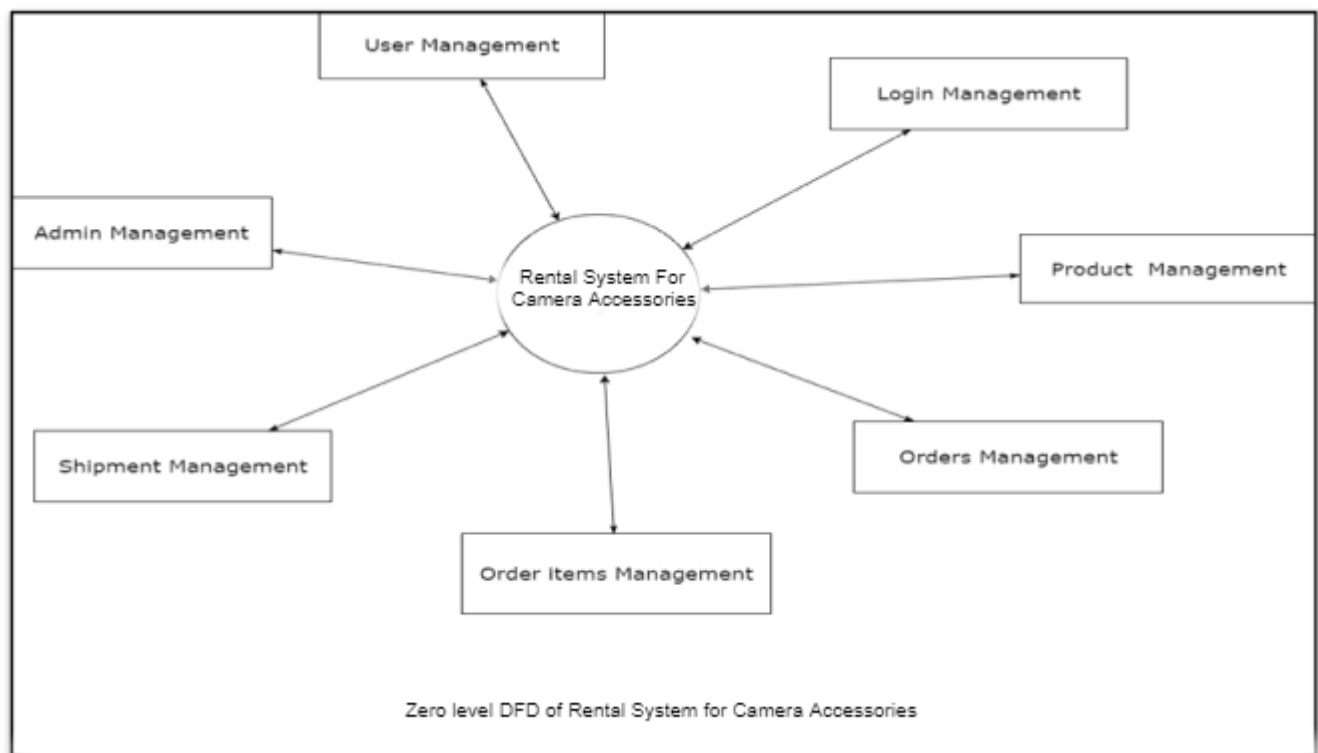 User Management
Login Management
Admin Management
Rental System For
Camera Accessories
Product Management
Shipment Management
Orders Management
Order items Management
Zero level DFD of Rental System for Camera Accessories